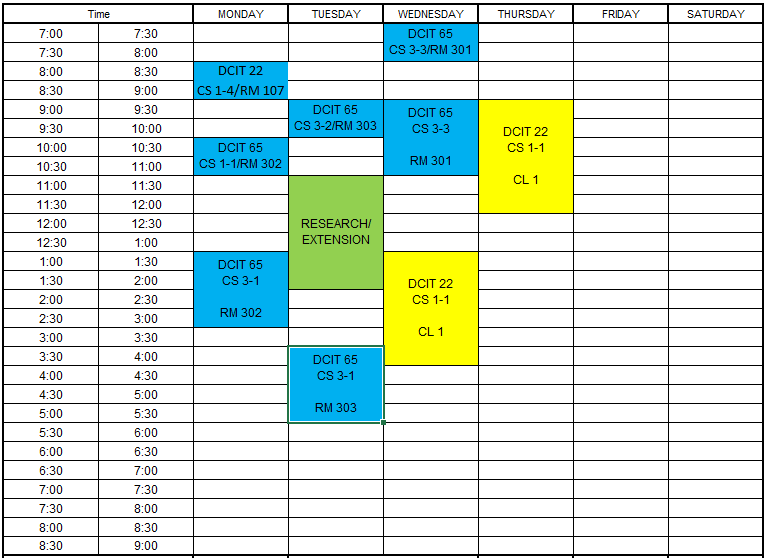 Time MONDAY TUESDAY WEDNESDAY THURSDAY FRIDAY SATURDAY
7:00 7:30 DCIT 65
7:30 8:00 CS 3-3/RM 301
8:00 8:30 DCIT 22
8:30 9:00 CS 1-4/RM 107
9:00 9:30 DCIT 65 DCIT 65
9:30 10:00 CS 3-2/RM 303 CS 3-3 DCIT 22
10:00 10:30 DCIT 65 CS 1-1
10:30 11:00 CS 1-1/RM 302 RM 301
11:00 11:30 CL 1
11:30 12:00
12:00 12:30 RESEARCH/
12:30 1:00 EXTENSION
1:00 1:30 DCIT 65
1:30 2:00 CS 3-1 DCIT 22
2:00 2:30 CS 1-1
2:30 3:00 RM 302
3:00 3:30 CL 1
3:30 4:00 DCIT 65
4:00 4:30 CS 3-1
4:30 5:00
5:00 5:30 RM 303
5:30 6:00
6:00 6:30
6:30 7:00
7:00 7:30
7:30 8:00
8:00 8:30
8:30 9:00